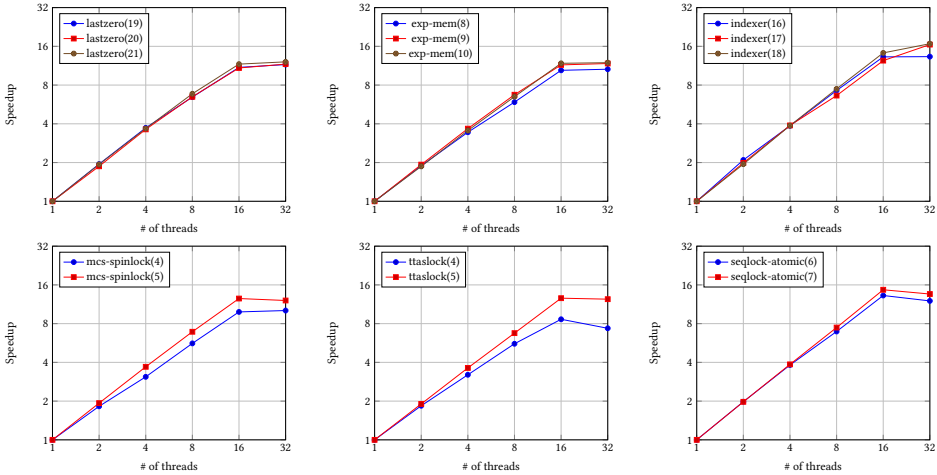 32
16
8
4
2
1
Speedup
lastzero(19)
lastzero(20)
lastzero(21)
1 2 4 8 16 32
# of threads
32
16
8
4
2
1
Speedup
exp-mem(8)
exp-mem(9)
exp-mem(10)
1 2 4 8 16 32
# of threads
32
16
8
4
2
1
Speedup
indexer(16)
indexer(17)
indexer(18)
1 2 4 8 16 32
# of threads
32
16
8
4
2
1
Speedup
mcs-spinlock(4)
mcs-spinlock(5)
1 2 4 8 16 32
# of threads
32
16
8
4
2
1
Speedup
ttaslock(4)
ttaslock(5)
1 2 4 8 16 32
# of threads
32
16
8
4
2
1
Speedup
seqlock-atomic(6)
seqlock-atomic(7)
1 2 4 8 16 32
# of threads